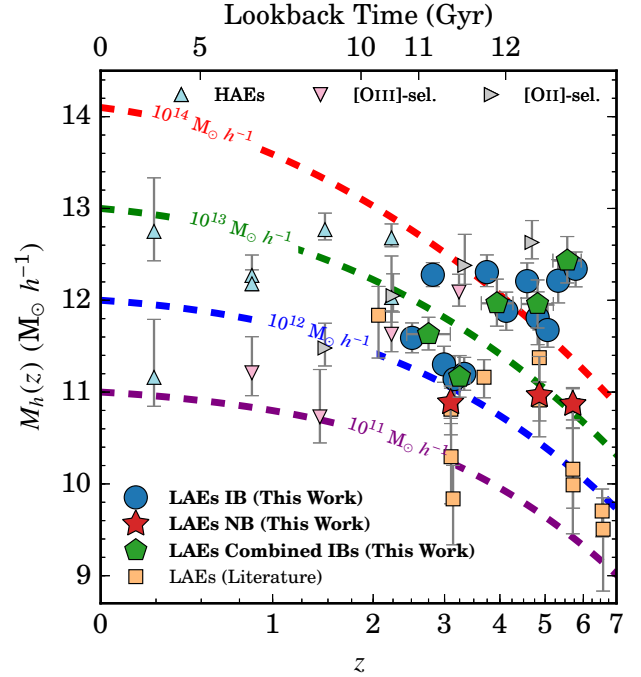 Lookback Time (Gyr)
0 5 8 10 11 12
HAEs [OIII]-sel. [OII]-sel.
10^14 M⊙ h^−1
10^13 M⊙ h^−1
10^12 M⊙ h^−1
10^11 M⊙ h^−1
M_h(z) (M⊙ h^−1)
14
13
12
11
10
9
LAEs IB (This Work)
LAEs NB (This Work)
LAEs Combined IBs (This Work)
LAEs (Literature)
0 1 2 3 4 5 6 7
z